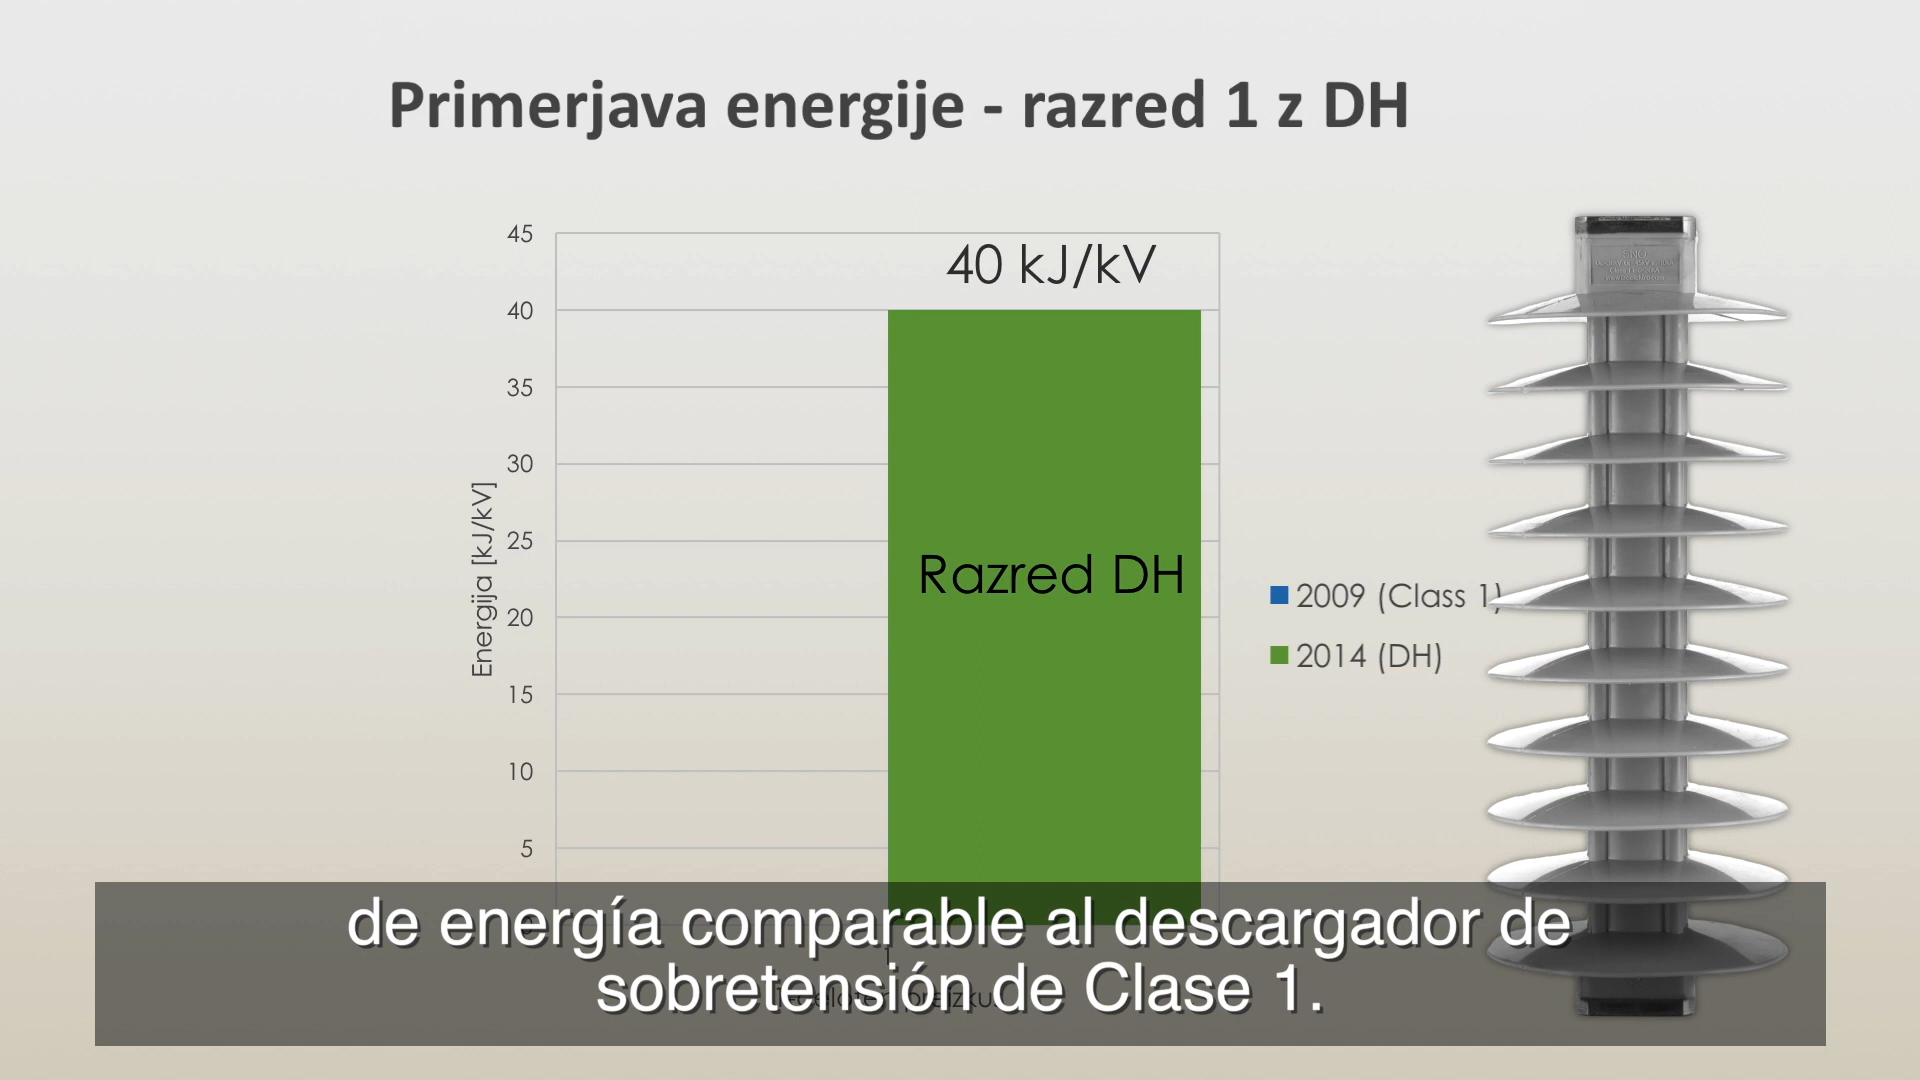 Primerjava energije - razred 1 z DH
45
40 kJ/kV
40
35
30
25
Razred DH
20
15
10
5
Energija [kJ/kV]
2009 (Class 1)
2014 (DH)
1
de energía comparable al descargador de
sobretensión de Clase 1.